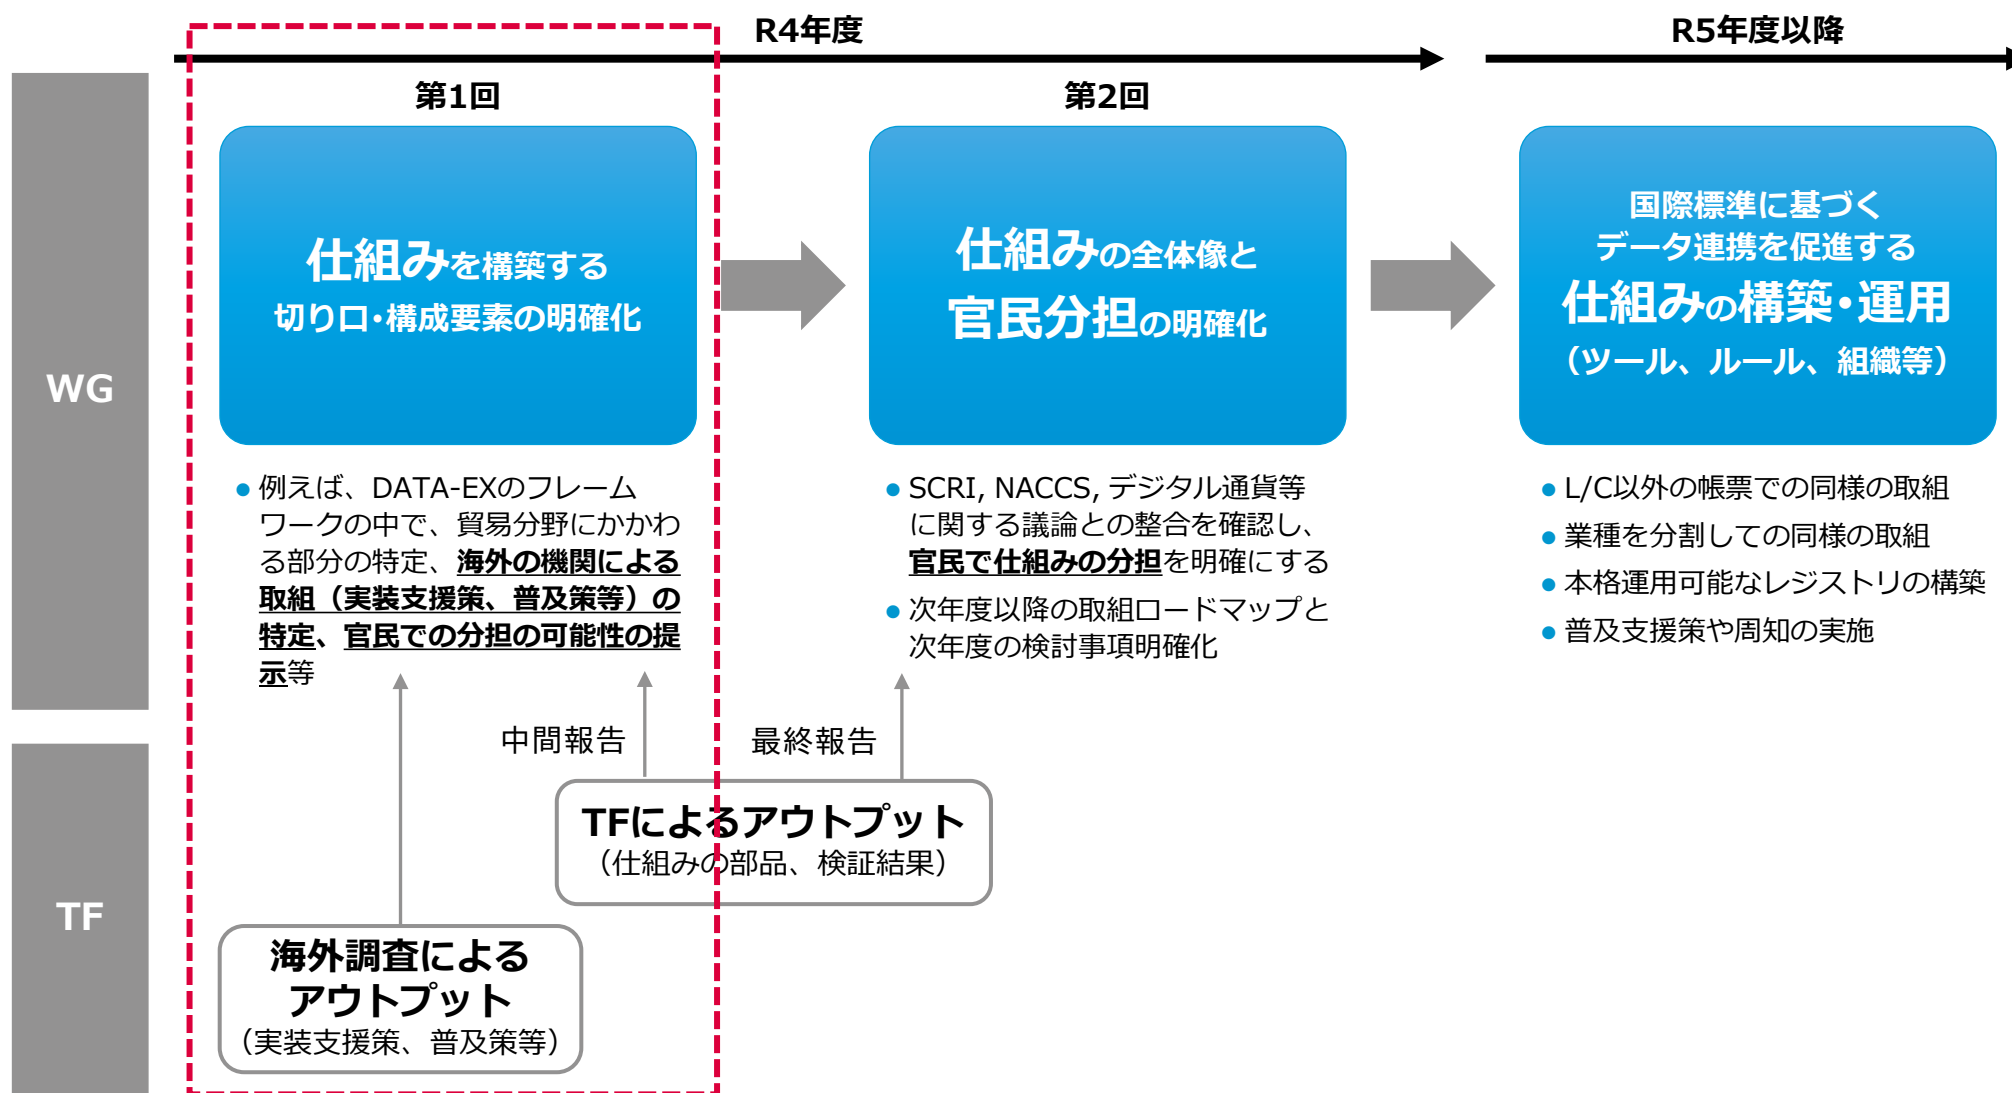 R4年度
R5年度以降
第1回
第2回
WG
仕組みを構築する
切り口・構成要素の明確化
仕組みの全体像と
官民分担の明確化
国際標準に基づく
データ連携を促進する
仕組みの構築・運用
（ツール、ルール、組織等）
● 例えば、DATA-EXのフレーム
ワークの中で、貿易分野にかかわ
る部分の特定、海外の機関による
取組（実装支援策、普及策等）の
特定、官民での分担の可能性の提
示等
● SCRI, NACCS, デジタル通貨等
に関する議論との整合を確認し、
官民で仕組みの分担を明確にする
● 次年度以降の取組ロードマップと
次年度の検討事項明確化
● L/C以外の帳票での同様の取組
● 業種を分割しての同様の取組
● 本格運用可能なレジストリの構築
● 普及支援策や周知の実施
中間報告
最終報告
TF
TFによるアウトプット
（仕組みの部品、検証結果）
海外調査による
アウトプット
（実装支援策、普及策等）